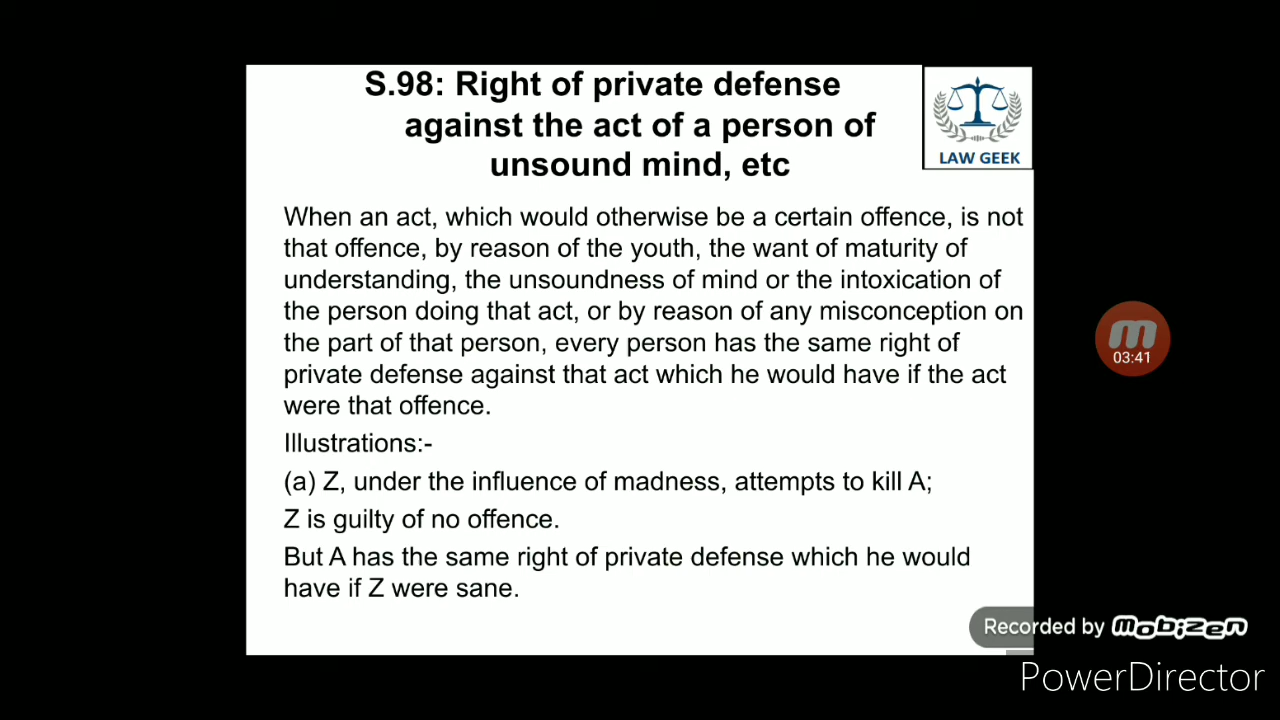 S.98: Right of private defense
against the act of a person of
unsound mind, etc
LAW GEEK
When an act, which would otherwise be a certain offence, is not
that offence, by reason of the youth, the want of maturity of
understanding, the unsoundness of mind or the intoxication of
the person doing that act, or by reason of any misconception on
the part of that person, every person has the same right of
private defense against that act which he would have if the act
were that offence.
Illustrations:-
(a) Z, under the influence of madness, attempts to kill A;
Z is guilty of no offence.
But A has the same right of private defense which he would
have if Z were sane.
03:41
Recorded by mobizen
PowerDirector